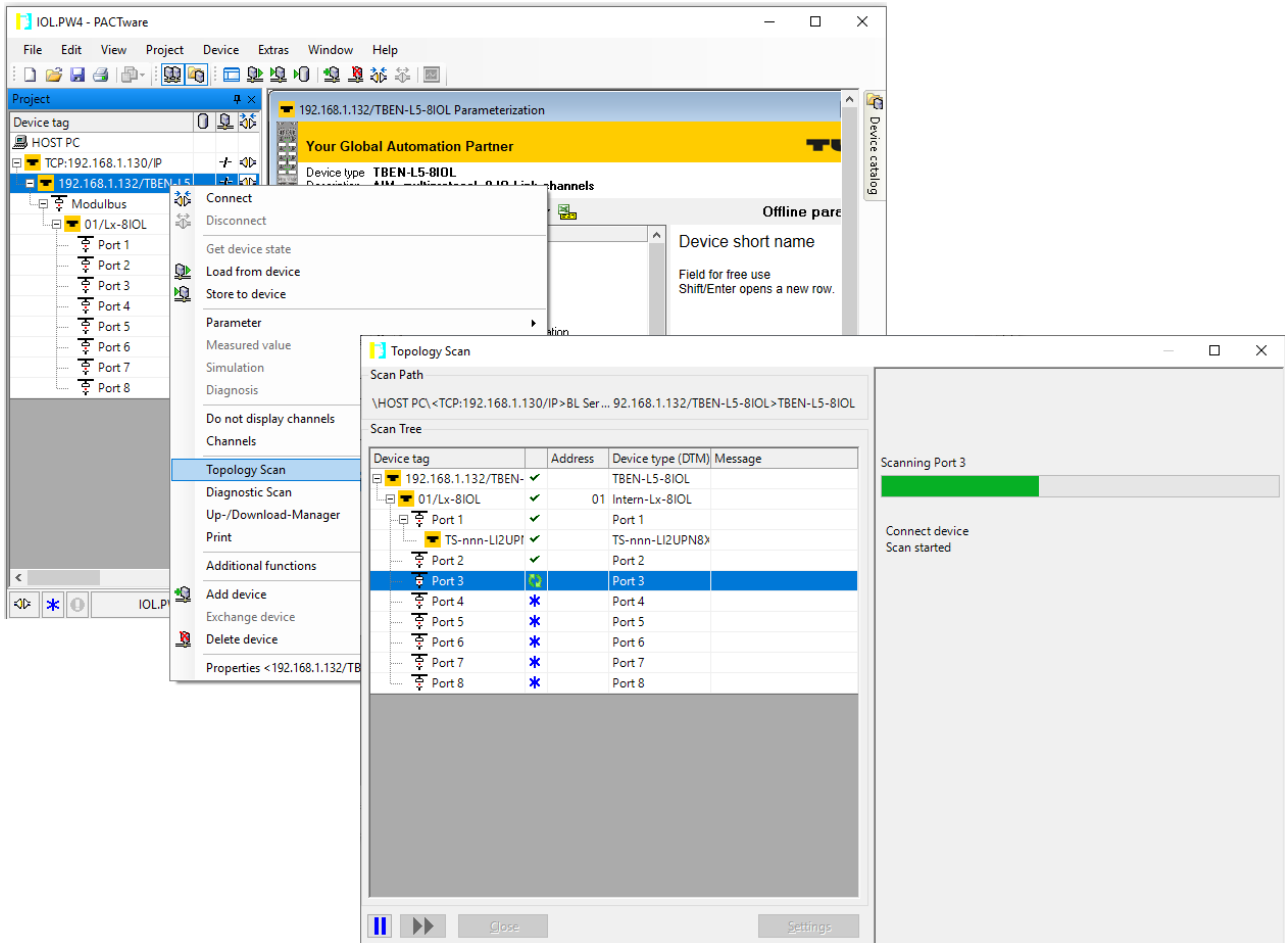 IOL.PW4 - PACTware
File Edit View Project Device Extras Window Help
Project
Device tag
HOST PC
TCP:192.168.1.130/IP
192.168.1.132/TBEN-L5
Modulbus
01/Lx-8IOL
Port 1
Port 2
Port 3
Port 4
Port 5
Port 6
Port 7
Port 8
192.168.1.132/TBEN-L5-8IOL Parameterization
Your Global Automation Partner
Device type TBEN-L5-8IOL
channels
Offline para
Device short name
Field for free use
Shift/Enter opens a new row.
Device catalog
Connect
Disconnect
Get device state
Load from device
Store to device
Parameter
Measured value
Simulation
Diagnosis
Do not display channels
Channels
Topology Scan
Diagnostic Scan
Up-/Download-Manager
Print
Additional functions
Add device
Exchange device
Delete device
Properties <192.168.1.132/TB
IOL.P
Topology Scan
Scan Path
\HOST PC\<TCP:192.168.1.130/IP>BL Ser... 92.168.1.132/TBEN-L5-8IOL>TBEN-L5-8IOL
Scan Tree
Device tag Address Device type (DTM) Message
192.168.1.132/TBEN- TBEN-L5-8IOL
01/Lx-8IOL 01 Intern-Lx-8IOL
Port 1 Port 1
TS-nnn-LI2UPN TS-nnn-LI2UPN8X
Port 2 Port 2
Port 3 Port 3
Port 4 Port 4
Port 5 Port 5
Port 6 Port 6
Port 7 Port 7
Port 8 Port 8
Close
Settings
Scanning Port 3
Connect device
Scan started